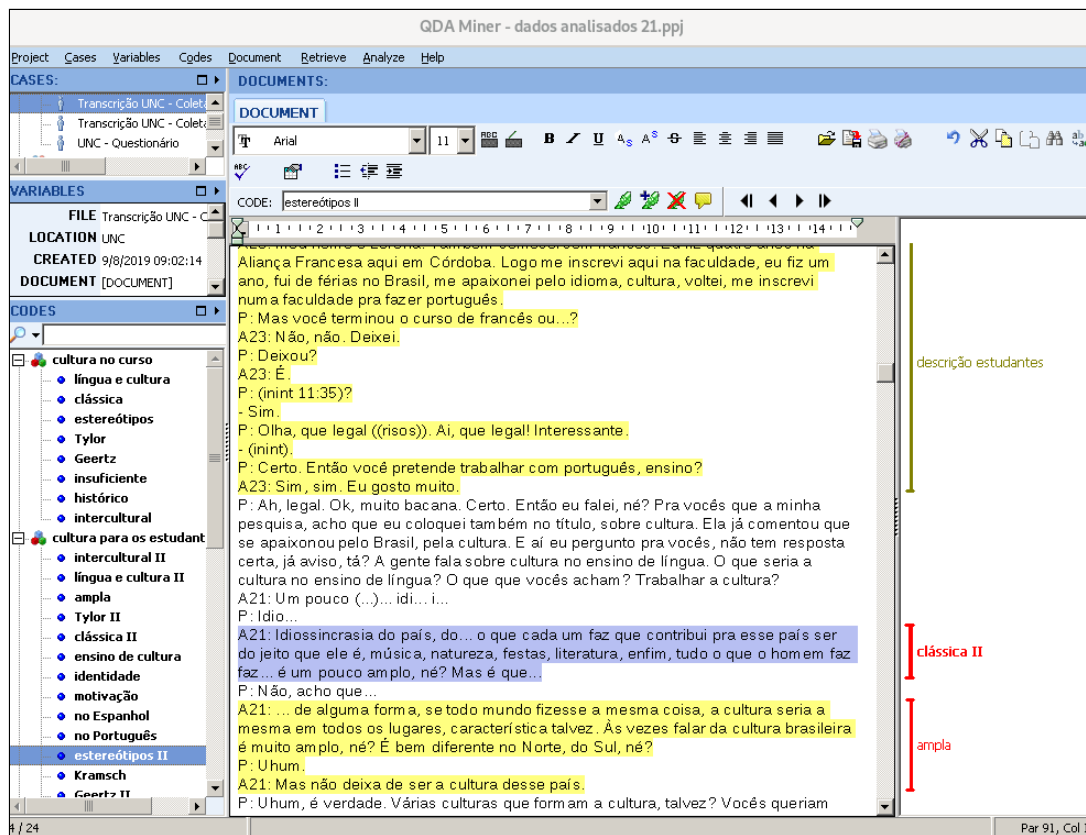 QDA Miner - dados analisados 21.ppj
Project Cases Variables Codes Document Retrieve Analyze Help
CASES:
Transcrição UNC - Coleta
Transcrição UNC - Coleta
UNC - Questionário
VARIABLES
FILE Transcrição UNC - C
LOCATION UNC
CREATED 9/8/2019 09:02:14
DOCUMENT [DOCUMENT]
CODES
cultura no curso
língua e cultura
clássica
estereótipos
Tylor
Geertz
insuficiente
histórico
intercultural
cultura para os estudant
intercultural II
língua e cultura II
ampla
Tylor II
clássica II
ensino de cultura
identidade
motivação
no Espanhol
no Português
estereótipos II
Kramsch
Geertz II
4 / 24
DOCUMENTS:
DOCUMENT
Arial 11
CODE: estereótipos II
1 2 3 4 5 6 7 8 9 10 11 12 13 14
Aliança Francesa aqui em Córdoba. Logo me inscrevi aqui na faculdade, eu fiz um
ano, fui de férias no Brasil, me apaixonei pelo idioma, cultura, voltei, me inscrevi
numa faculdade pra fazer português.
P: Mas você terminou o curso de francês ou...?
A23: Não, não. Deixei.
P: Deixou?
A23: É.
P: (inint 11:35)?
- Sim.
P: Olha, que legal ((risos)). Ai, que legal! Interessante.
- (inint).
P: Certo. Então você pretende trabalhar com português, ensino?
A23: Sim, sim. Eu gosto muito.
P: Ah, legal. Ok, muito bacana. Certo. Então eu falei, né? Pra vocês que a minha
pesquisa, acho que eu coloquei também no título, sobre cultura. Ela já comentou que
se apaixonou pelo Brasil, pela cultura. E aí eu pergunto pra vocês, não tem resposta
certa, já aviso, tá? A gente fala sobre cultura no ensino de língua. O que seria a
cultura no ensino de língua? O que que vocês acham? Trabalhar a cultura?
A21: Um pouco (...)... idi... i...
P: Idio...
A21: Idiossincrasia do país, do... o que cada um faz que contribui pra esse país ser
do jeito que ele é, música, natureza, festas, literatura, enfim, tudo o que o homem faz
faz... é um pouco amplo, né? Mas é que...
P: Não, acho que...
A21: ... de alguma forma, se todo mundo fizesse a mesma coisa, a cultura seria a
mesma em todos os lugares, característica talvez. Às vezes falar da cultura brasileira
é muito amplo, né? É bem diferente no Norte, do Sul, né?
P: Uhum.
A21: Mas não deixa de ser a cultura desse país.
P: Uhum, é verdade. Várias culturas que formam a cultura, talvez? Vocês queriam
descrição estudantes
clássica II
ampla
Par 91, Col 1